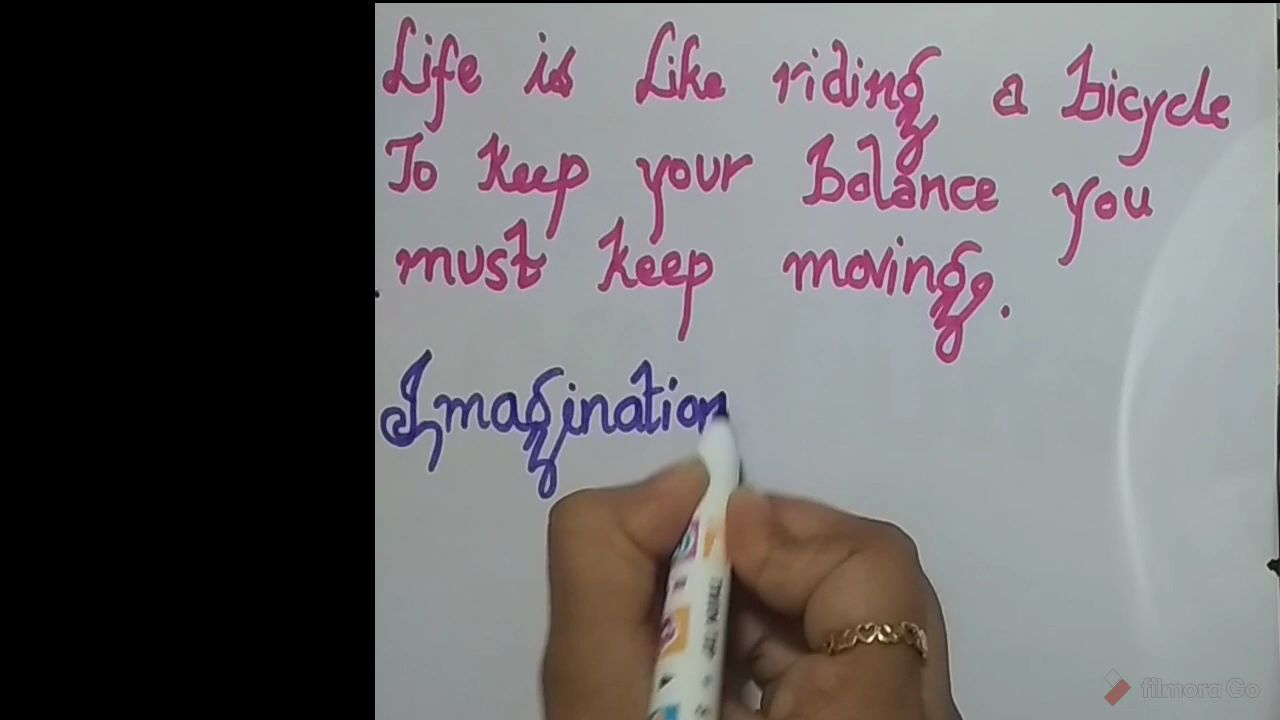 Life is Like riding a bicycle
To keep your Balance you
must keep moving.
Imagination
filmora Go